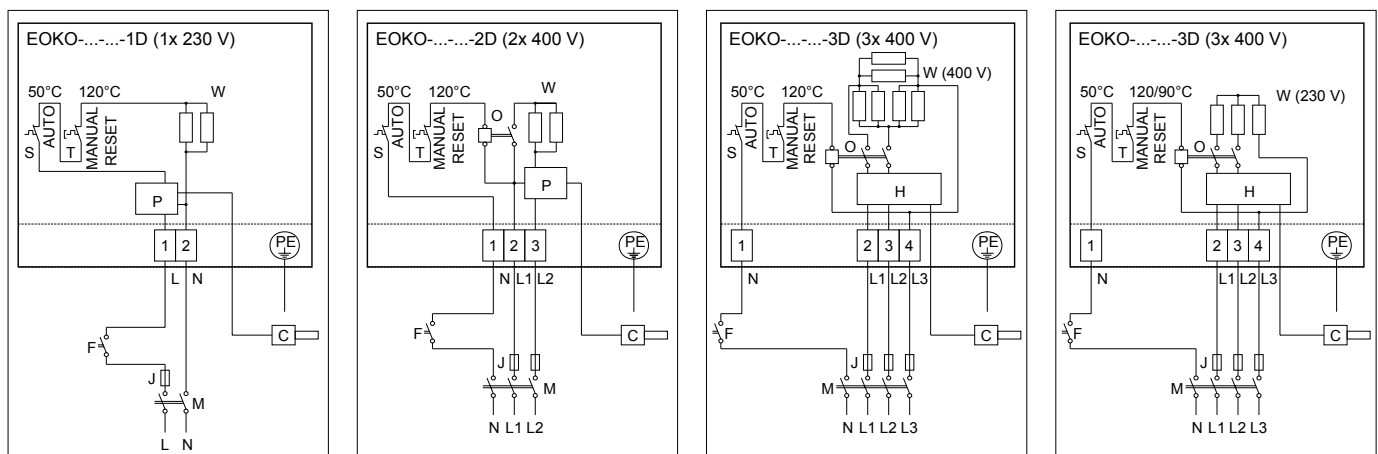 EOKO-...-...-1D (1x 230 V)
50°C 120°C W
AUTO
MANUAL
RESET
S T
P
1 2 PE
L N
C
F
J
M
L N
EOKO-...-...-2D (2x 400 V)
50°C 120°C W
O
AUTO
MANUAL
RESET
S T
P
1 2 3 PE
N L1 L2
F C
J
M
N L1 L2
EOKO-...-...-3D (3x 400 V)
W (400 V)
50°C 120°C
AUTO
MANUAL
RESET
S T O
H
1 2 3 4 PE
N L1 L2 L3
F C
J
M
N L1 L2 L3
EOKO-...-...-3D (3x 400 V)
50°C 120/90°C W (230 V)
AUTO
MANUAL
RESET
S T O
H
1 2 3 4 PE
N L1 L2 L3
F C
J
M
N L1 L2 L3